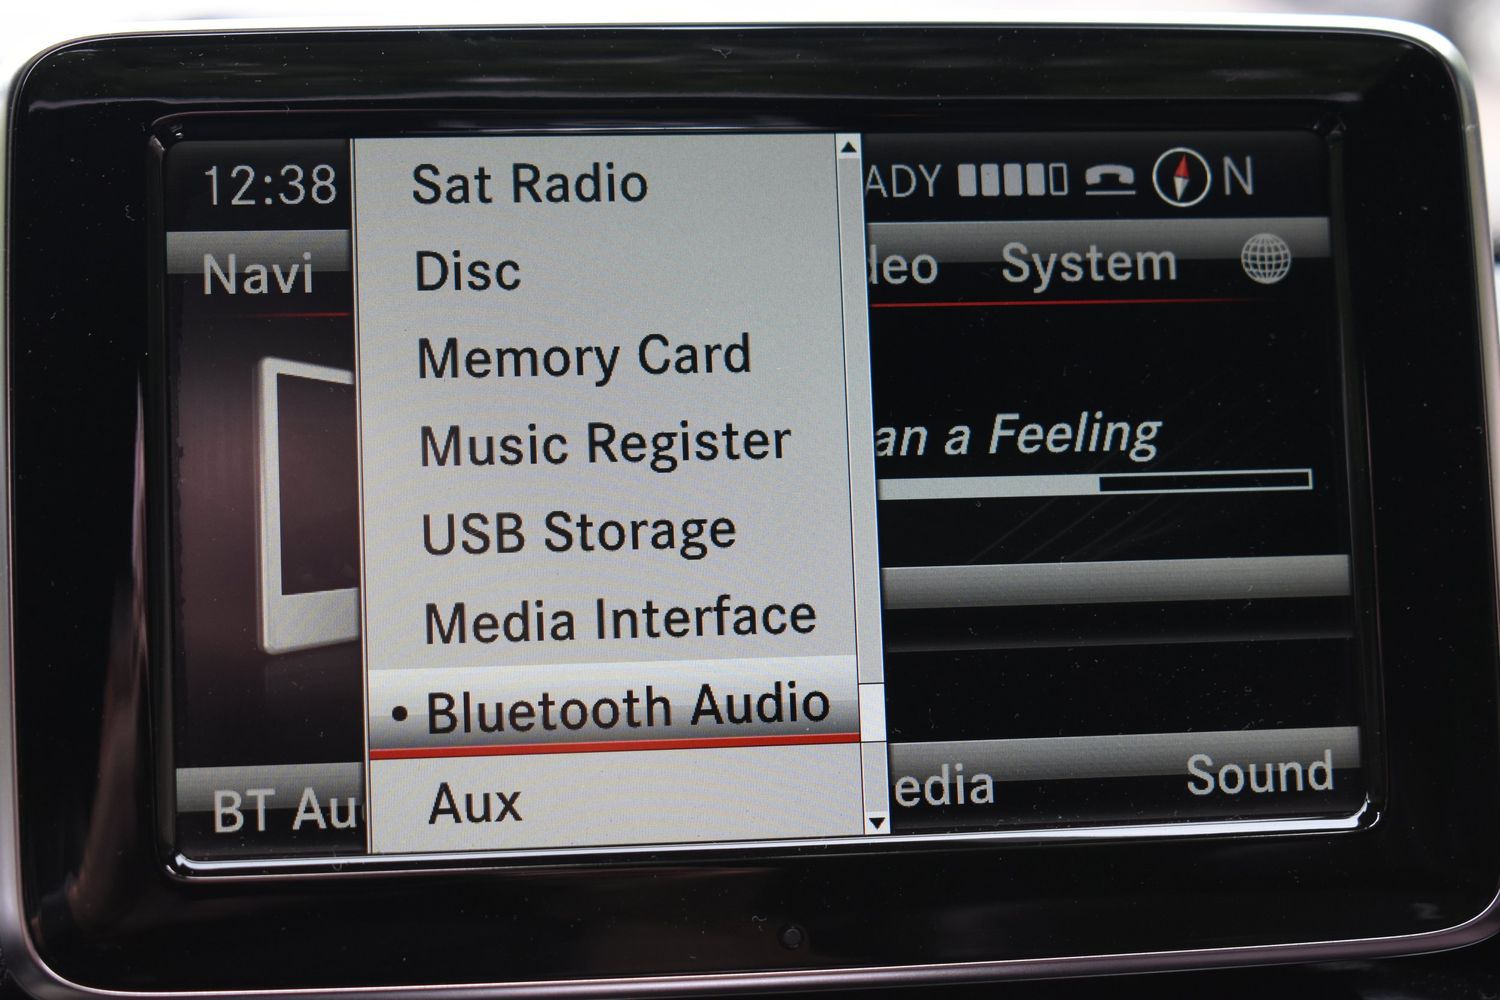 12:38
ADY
N
Navi
deo
System
Sat Radio
Disc
Memory Card
Music Register
USB Storage
Media Interface
• Bluetooth Audio
Aux
an a Feeling
BT Au
edia
Sound